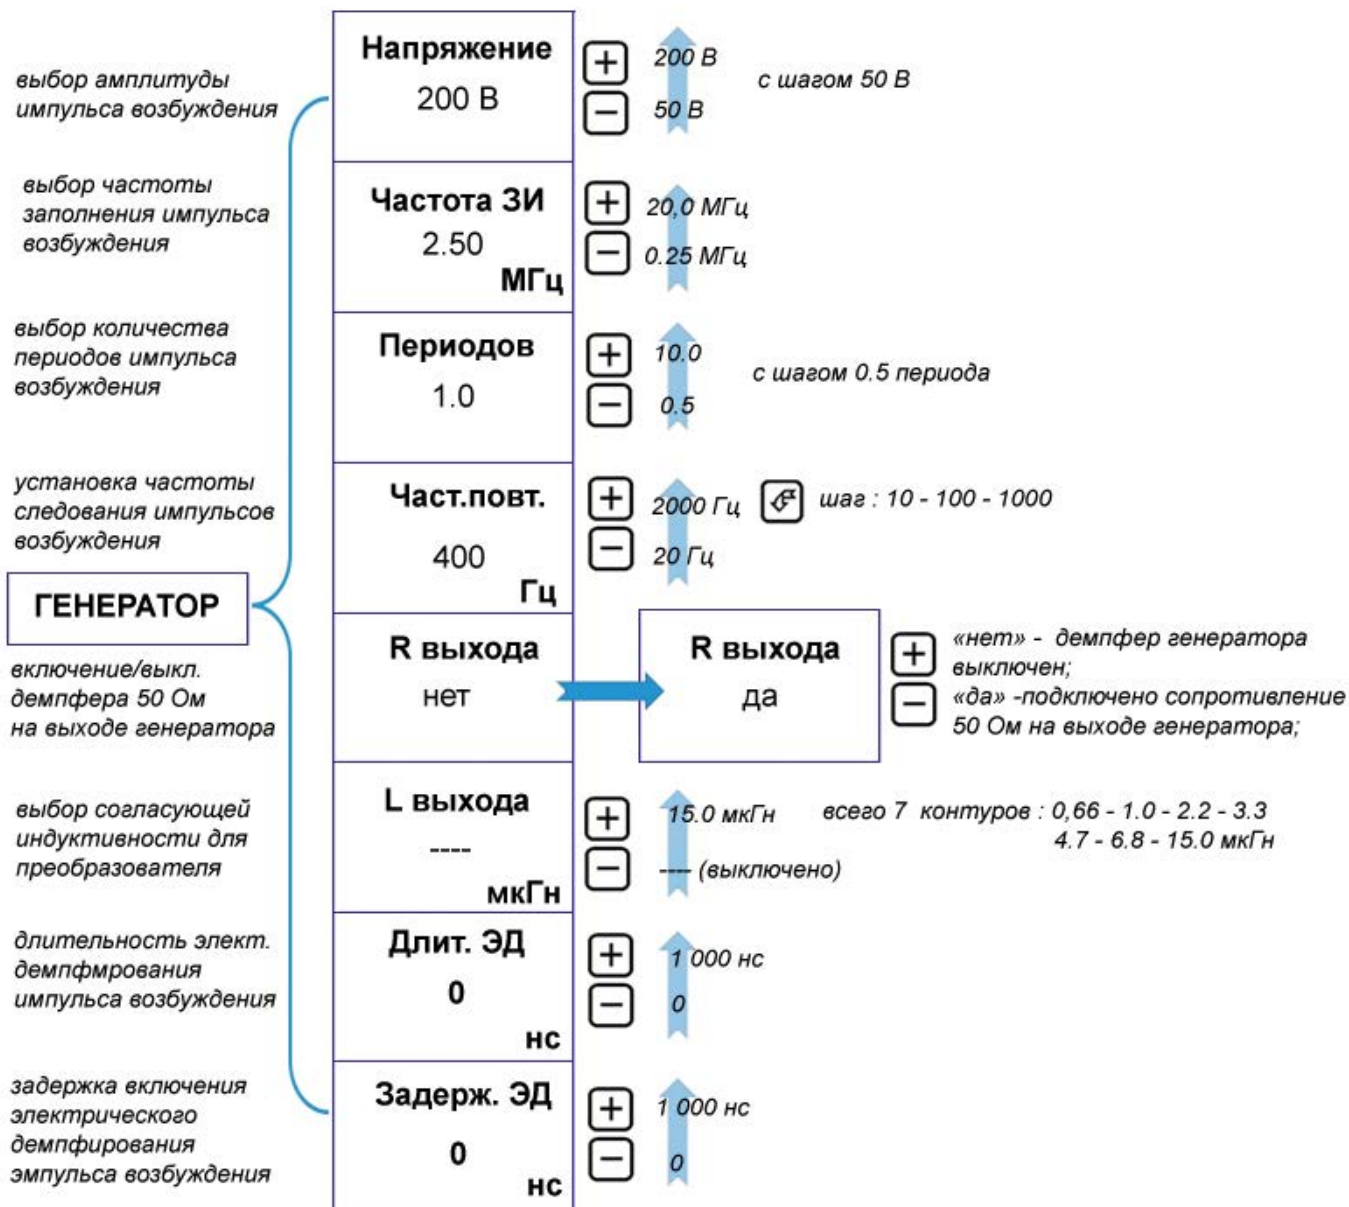 выбор амплитуды
импульса возбуждения
Напряжение
200 В
200 В
50 В
с шагом 50 В
выбор частоты
заполнения импульса
возбуждения
Частота ЗИ
2.50
МГц
20,0 МГц
0.25 МГц
выбор количества
периодов импульса
возбуждения
Периодов
1.0
10.0
0.5
с шагом 0.5 периода
установка частоты
следования импульсов
возбуждения
Част.повт.
400
Гц
2000 Гц
20 Гц
шаг : 10 - 100 - 1000
ГЕНЕРАТОР
включение/выкл.
демпфера 50 Ом
на выходе генератора
R выхода
нет
R выхода
да
«нет» - демпфер генератора
выключен;
«да» -подключено сопротивление
50 Ом на выходе генератора;
выбор согласующей
индуктивности для
преобразователя
L выхода
----
мкГн
15.0 мкГн
---- (выключено)
всего 7 контуров : 0,66 - 1.0 - 2.2 - 3.3
4.7 - 6.8 - 15.0 мкГн
длительность элект.
демпфмрования
импульса возбуждения
Длит. ЭД
0
нс
1 000 нс
0
задержка включения
электрического
демпфирования
эмпульса возбуждения
Задерж. ЭД
0
нс
1 000 нс
0